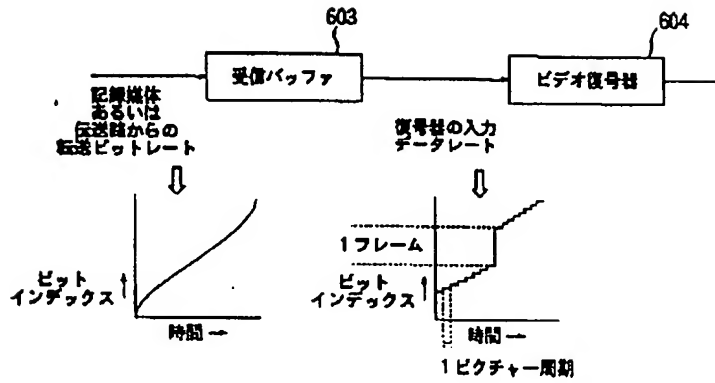 603
604
受信バッファ
ビデオ復号器
記録媒体
あるいは
伝送路からの
転送ビットレート
復号器の入力
データレート
1フレーム
ビット
インデックス
時間
ビット
インデックス
時間
1ピクチャー周期